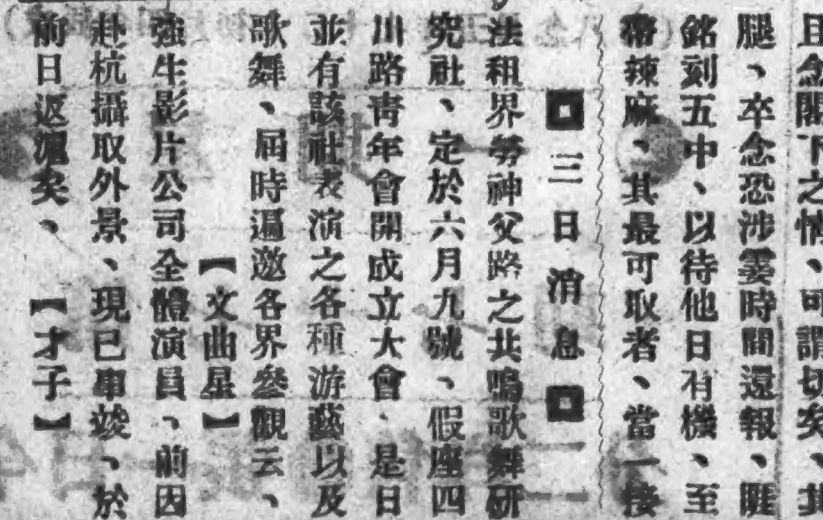 且念閣下之情、可謂切矣、其
腿、卒念恐涉霎時間還報、睚
銘刻五中、以待他日有機、至
辣麻、其最可取者、當一接
三日消息
法租界勞神父路之共鳴歌舞研
究社、定於六月九號、假座四
川路青年會開成立大會、是日
並有該社表演之各種游藝以及
歌舞、屆時遍邀各界參觀云、
【文曲星】
強生影片公司全體演員、前因
赴杭攝取外景、現已事竣、於
前日返滬矣、【才子】